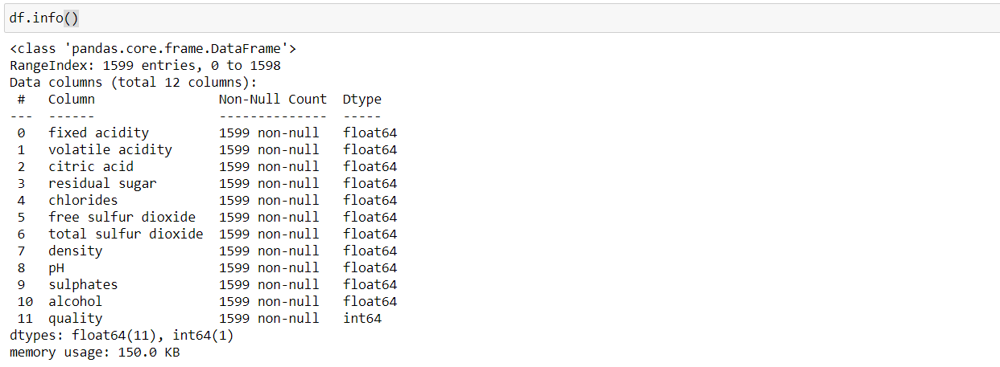 df.info()
<class 'pandas.core.frame.DataFrame'>
RangeIndex: 1599 entries, 0 to 1598
Data columns (total 12 columns):
 #   Column                Non-Null Count  Dtype
---  ------                --------------  -----
 0   fixed acidity         1599 non-null   float64
 1   volatile acidity      1599 non-null   float64
 2   citric acid           1599 non-null   float64
 3   residual sugar        1599 non-null   float64
 4   chlorides             1599 non-null   float64
 5   free sulfur dioxide   1599 non-null   float64
 6   total sulfur dioxide  1599 non-null   float64
 7   density               1599 non-null   float64
 8   pH                    1599 non-null   float64
 9   sulphates             1599 non-null   float64
 10  alcohol               1599 non-null   float64
 11  quality               1599 non-null   int64
dtypes: float64(11), int64(1)
memory usage: 150.0 KB